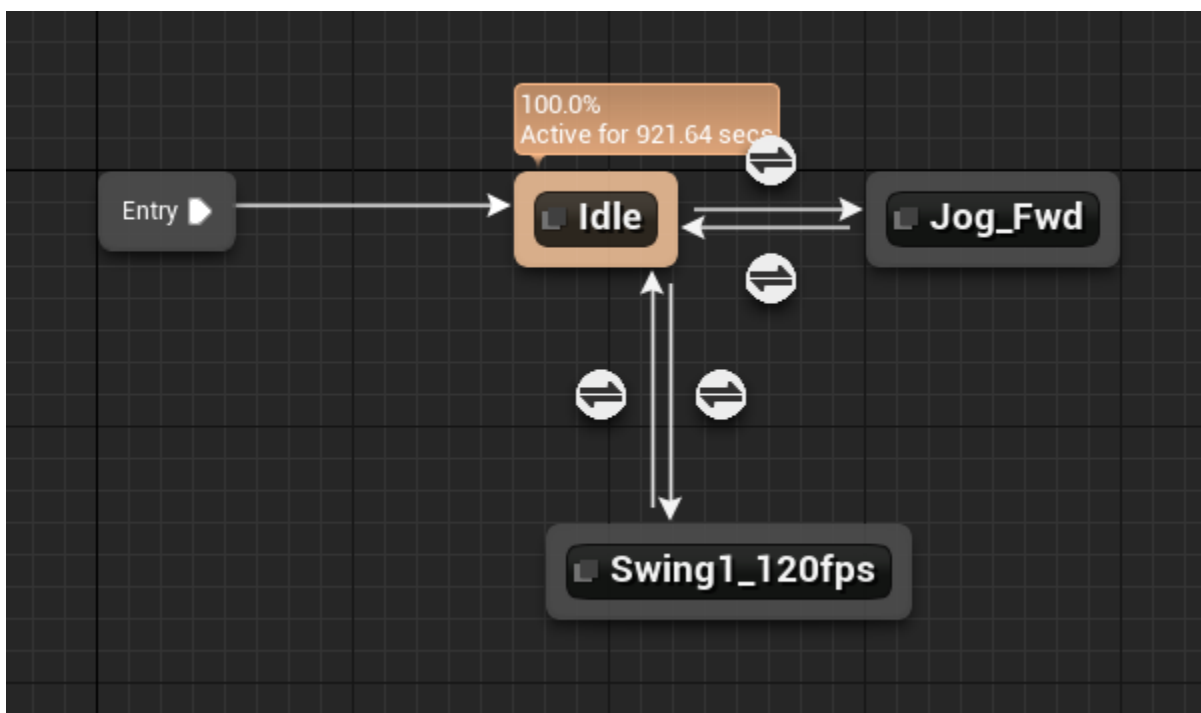 100.0%
Active for 921.64 secs
Entry
Idle
Jog_Fwd
Swing1_120fps